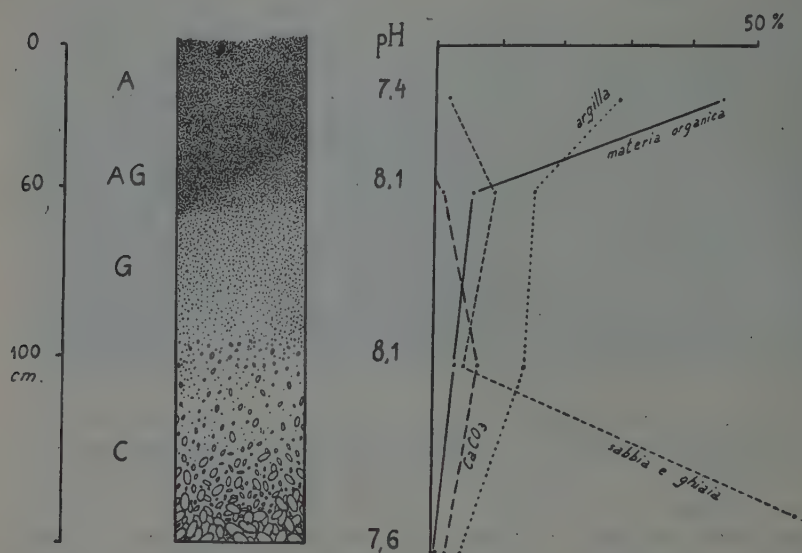 0
60
100
cm.
A
AG
G
C
pH
7,4
8,1
8,1
7,6
50 %
argilla
materia organica
CaCO3
sabbia e ghiaia